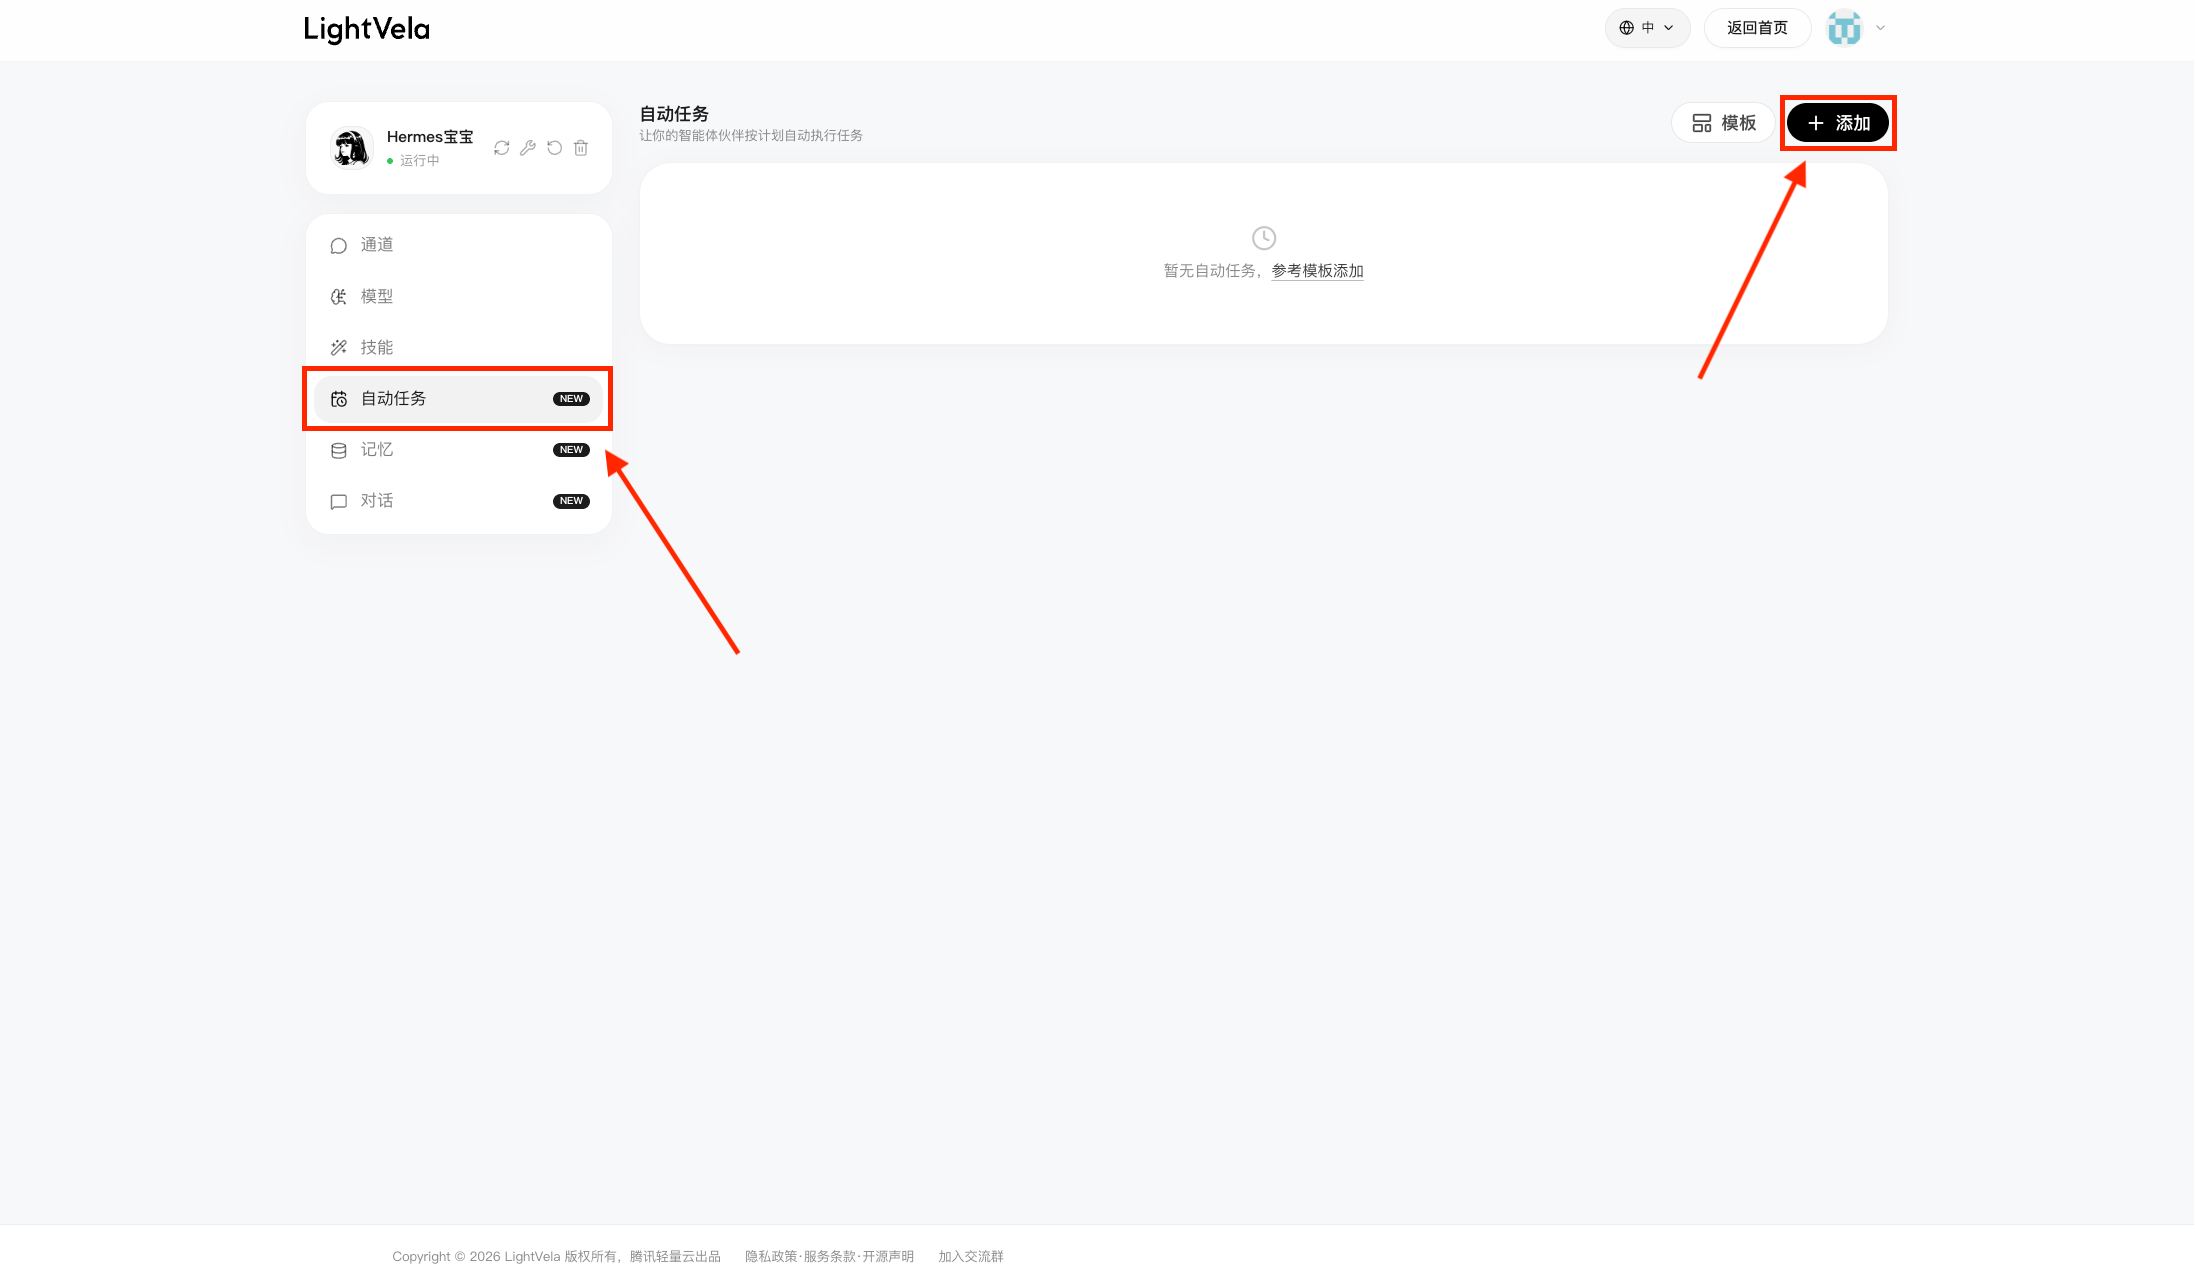 LightVela
中
返回首页
Hermes宝宝
运行中
通道
模型
技能
自动任务 NEW
记忆 NEW
对话 NEW
自动任务
让你的智能体伙伴按计划自动执行任务
模板
添加
暂无自动任务，参考模板添加
Copyright © 2026 LightVela 版权所有，腾讯轻量云出品 隐私政策·服务条款·开源声明 加入交流群